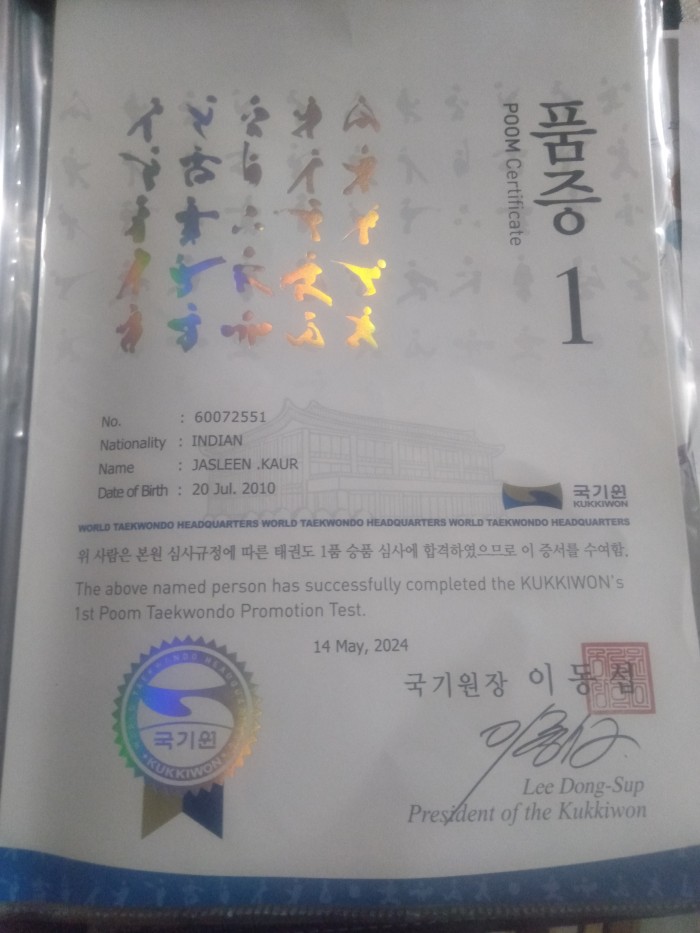 품증
POOM Certificate
1
No. : 60072551
Nationality : INDIAN
Name : JASLEEN .KAUR
Date of Birth : 20 Jul. 2010
국기원
KUKKIWON
WORLD TAEKWONDO HEADQUARTERS WORLD TAEKWONDO HEADQUARTERS WORLD TAEKWONDO HEADQUARTERS
위 사람은 본원 심사규정에 따른 태권도 1품 승품 심사에 합격하였으므로 이 증서를 수여함.
The above named person has successfully completed the KUKKIWON's
1st Poom Taekwondo Promotion Test.
14 May, 2024
국기원장 이동섭
국기원
KUKKIWON
Lee Dong-Sup
President of the Kukkiwon